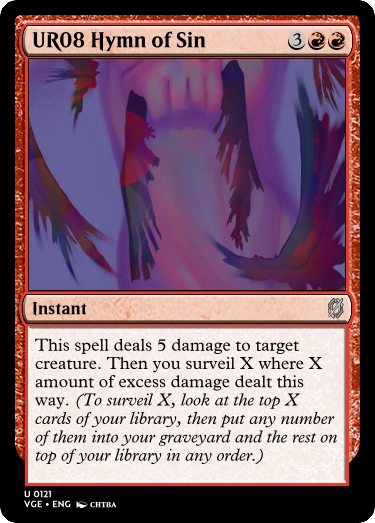 UR08 Hymn of Sin 3
Instant
This spell deals 5 damage to target
creature. Then you surveil X where X
amount of excess damage dealt this
way. (To surveil X, look at the top X
cards of your library, then put any number
of them into your graveyard and the rest on
top of your library in any order.)
U 0121
VGE • ENG CHTBA